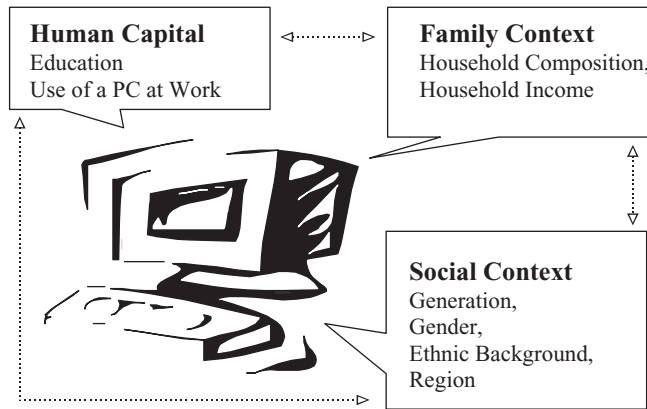 Human Capital
Education
Use of a PC at Work
Family Context
Household Composition,
Household Income
Social Context
Generation,
Gender,
Ethnic Background,
Region